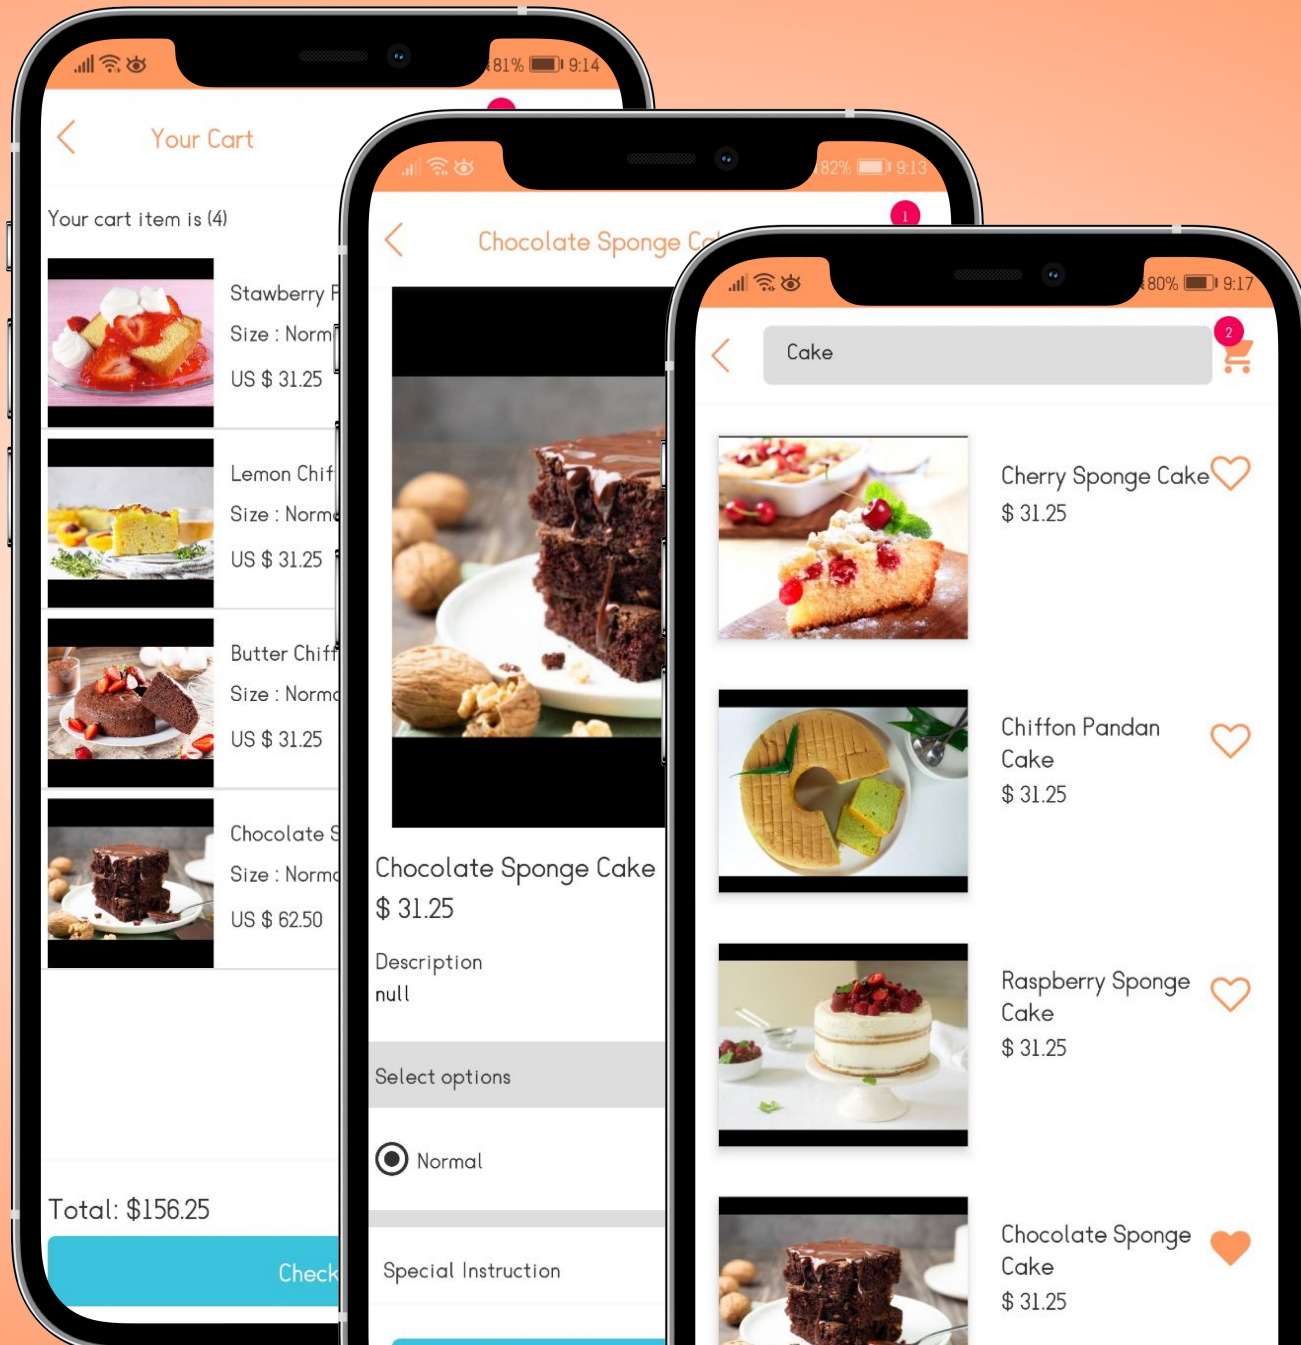 81% 9:14
Your Cart
Your cart item is (4)
Stawberry
Size : Norm
US $ 31.25
Lemon Chif
Size : Norm
US $ 31.25
Butter Chiff
Size : Norm
US $ 31.25
Chocolate S
Size : Norm
US $ 62.50
Total: $156.25
Check
82% 9:13
1
Chocolate Sponge
Chocolate Sponge Cake
$ 31.25
Description
null
Select options
Normal
Special Instruction
80% 9:17
2
Cake
Cherry Sponge Cake
$ 31.25
Chiffon Pandan
Cake
$ 31.25
Raspberry Sponge
Cake
$ 31.25
Chocolate Sponge
Cake
$ 31.25